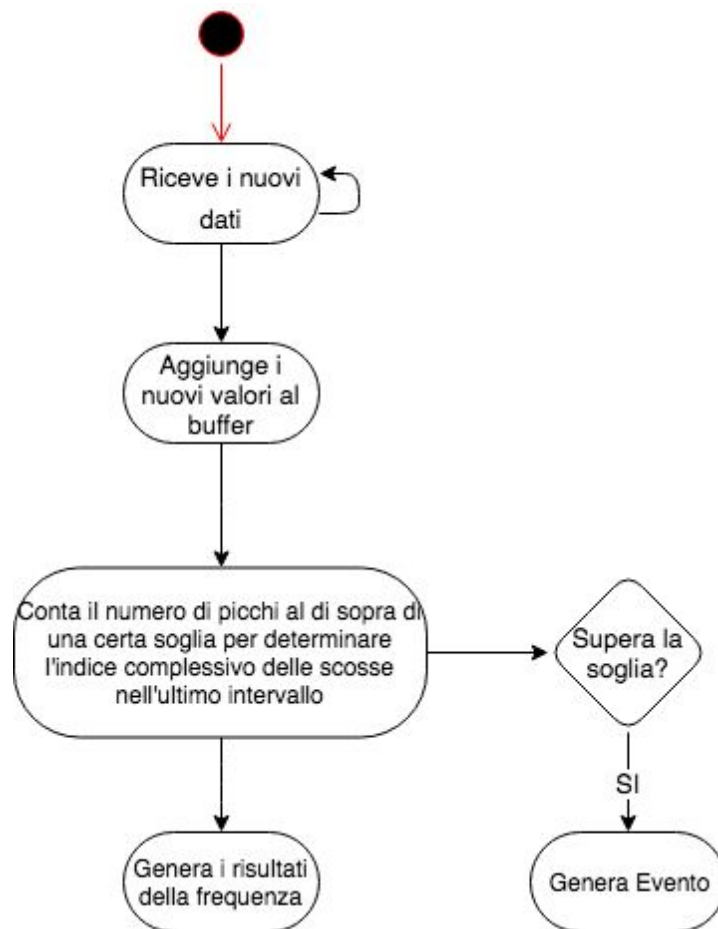 Riceve i nuovi
dati
Aggiunge i
nuovi valori al
buffer
Conta il numero di picchi al di sopra di
una certa soglia per determinare
l'indice complessivo delle scosse
nell'ultimo intervallo
Supera la
soglia?
SI
Genera i risultati
della frequenza
Genera Evento